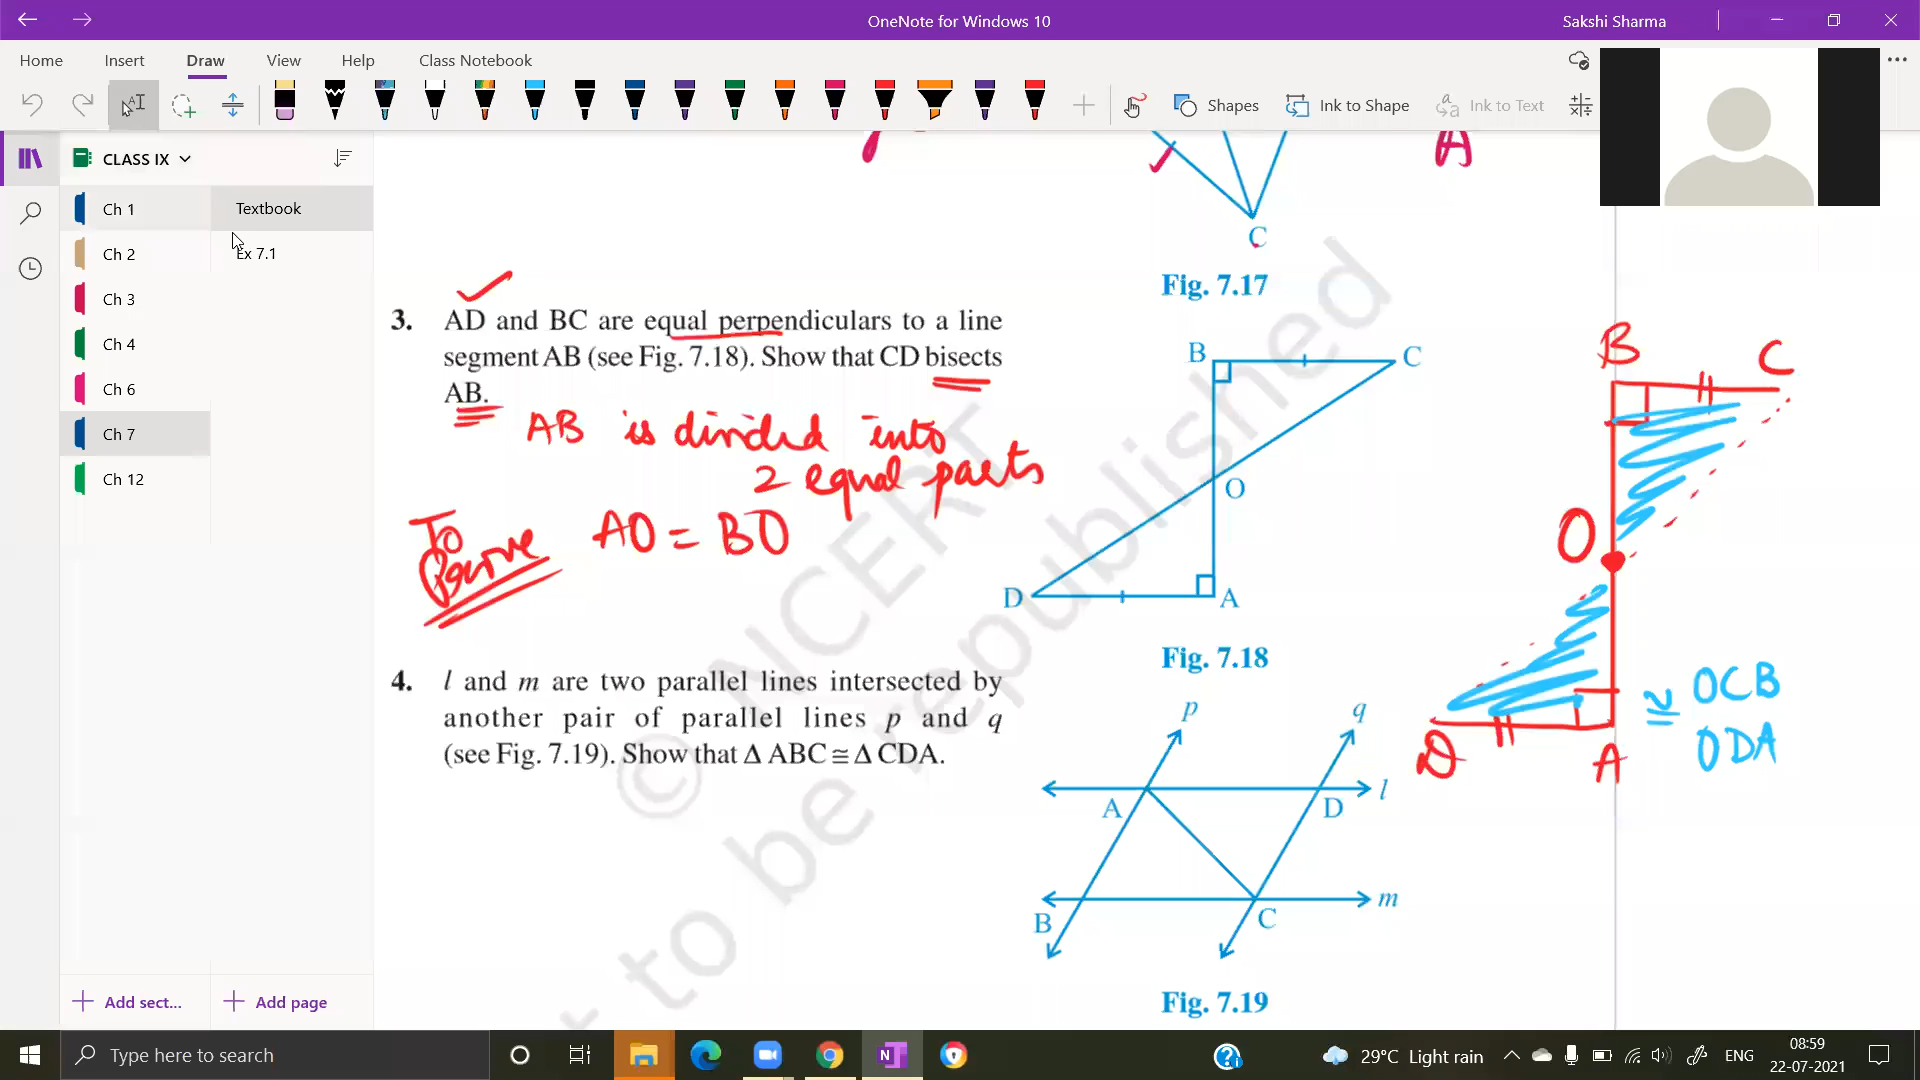 OneNote for Windows 10
Sakshi Sharma
Home Insert Draw View Help Class Notebook
Shapes Ink to Shape Ink to Text
CLASS IX
Ch 1
Ch 2
Ch 3
Ch 4
Ch 6
Ch 7
Ch 12
Textbook
Ex 7.1
Add sect...
Add page
A
C
Fig. 7.17
3. AD and BC are equal perpendiculars to a line
segment AB (see Fig. 7.18). Show that CD bisects
AB.
AB is divided into
2 equal parts
To Prove AO = BO
B C
O
D A
Fig. 7.18
B C
O
D A
≅ OCB
ODA
4. l and m are two parallel lines intersected by
another pair of parallel lines p and q
(see Fig. 7.19). Show that Δ ABC ≅ Δ CDA.
p q
A D l
B C m
Fig. 7.19
© NCERT
not to be republished
Type here to search
29°C Light rain
ENG
08:59
22-07-2021